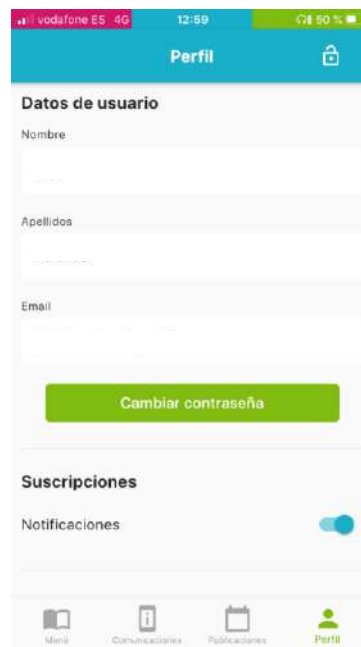 vodafone ES 4G 12:59 50 %
Perfil
Datos de usuario
Nombre
Apellidos
Email
Cambiar contraseña
Suscripciones
Notificaciones
Menú Comunicaciones Publicaciones Perfil